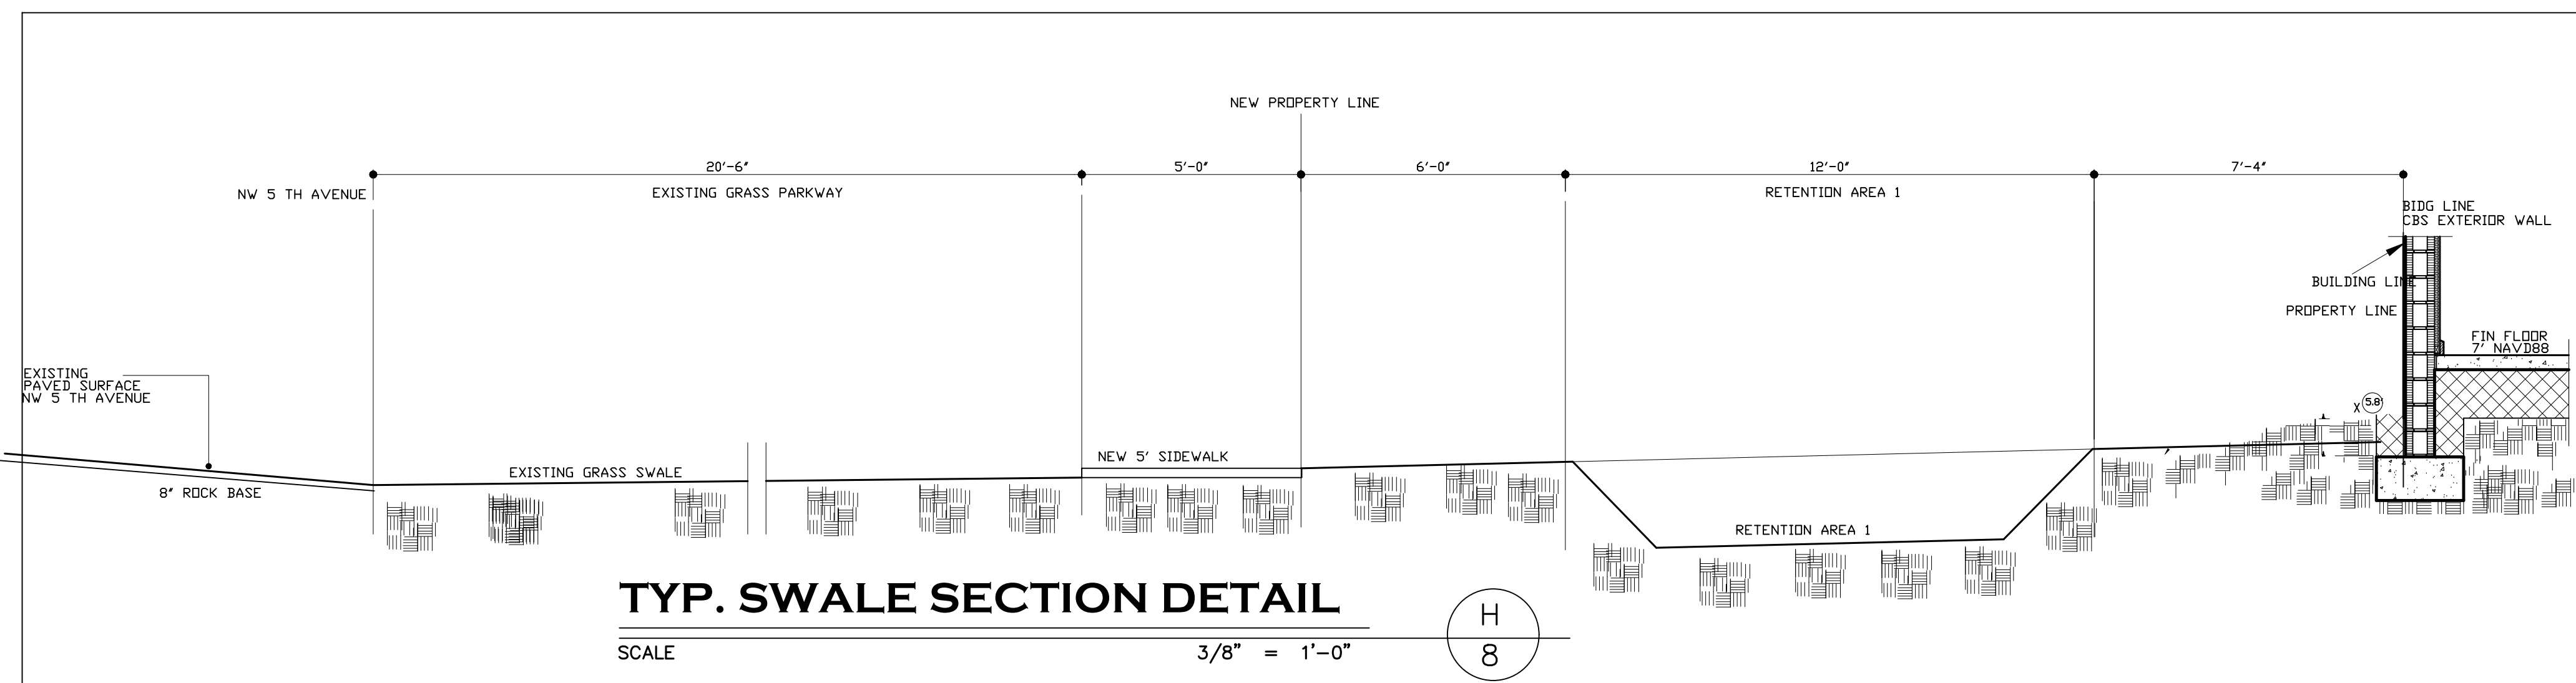 NEW PROPERTY LINE
20'-6"
5'-0"
6'-0"
12'-0"
7'-4"
NW 5 TH AVENUE
EXISTING GRASS PARKWAY
RETENTION AREA 1
BIDG LINE
CBS EXTERIOR WALL
BUILDING LINE
PROPERTY LINE
FIN FLOOR
7' NAVD88
EXISTING
PAVED SURFACE
NW 5 TH AVENUE
X 5.8'
NEW 5' SIDEWALK
EXISTING GRASS SWALE
8" ROCK BASE
RETENTION AREA 1
TYP. SWALE SECTION DETAIL
SCALE 3/8" = 1'-0"
H
8